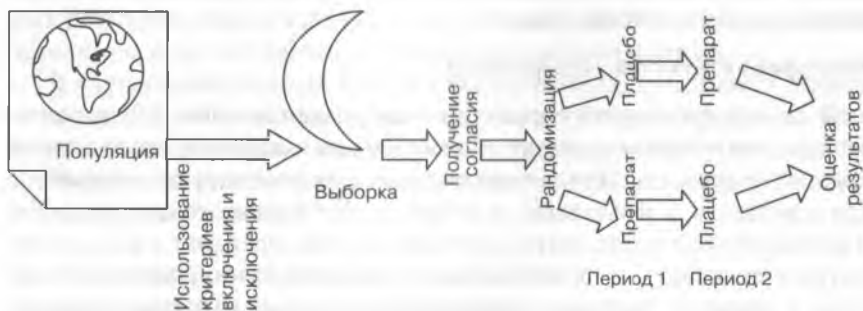 Популяция
Использование
критериев
включения и
исключения
Выборка
Получение
согласия
Рандомизация
Плацебо
Препарат
Препарат
Плацебо
Период 1
Период 2
Оценка
результатов